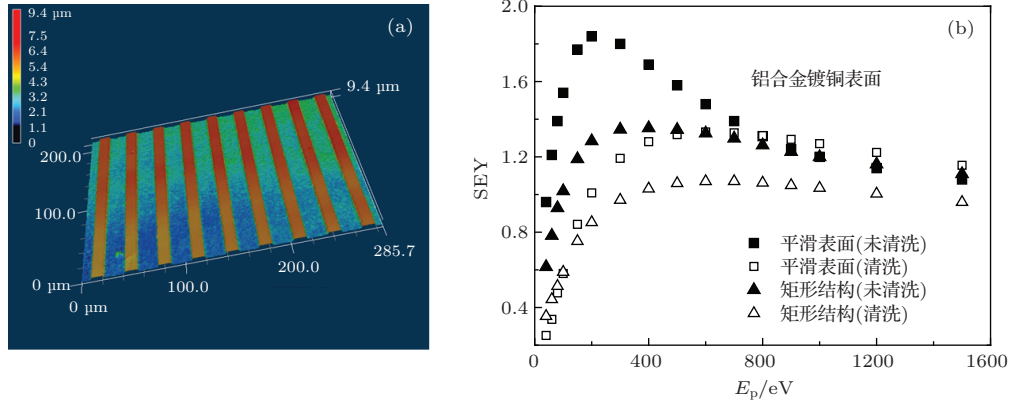 9.4 µm
7.5
6.4
5.4
4.3
3.2
2.1
1.1
0
(a)
9.4 µm
200.0
100.0
0 µm
0 µm
100.0
200.0
285.7
(b)
铝合金镀铜表面
SEY
2.0
1.6
1.2
0.8
0.4
平滑表面(未清洗)
平滑表面(清洗)
矩形结构(未清洗)
矩形结构(清洗)
0
400
800
1200
1600
Ep/eV